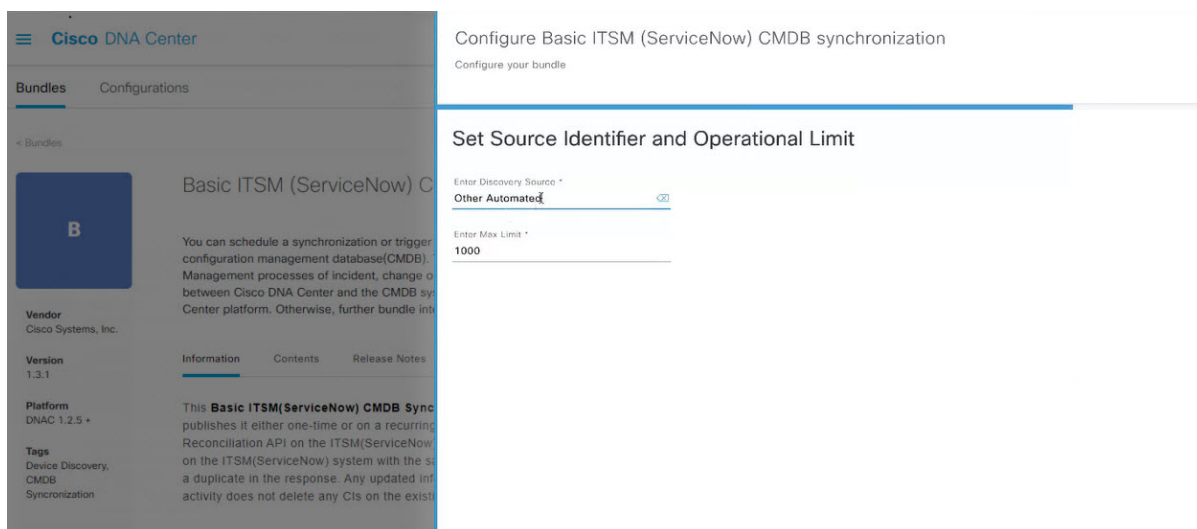 Cisco DNA Center
Bundles Configurations
< Bundles
B
Vendor
Cisco Systems, Inc.
Version
1.3.1
Platform
DNAC 1.2.5 +
Tags
Device Discovery,
CMDB
Syncronization
Basic ITSM (ServiceNow) C
You can schedule a synchronization or trigger
configuration management database(CMDB).
Management processes of incident, change o
between Cisco DNA Center and the CMDB sy
Center platform. Otherwise, further bundle int
Information Contents Release Notes
This Basic ITSM(ServiceNow) CMDB Sync
publishes it either one-time or on a recurring
Reconciliation API on the ITSM(ServiceNow
on the ITSM(ServiceNow) system with the sa
a duplicate in the response. Any updated inf
activity does not delete any CIs on the existi
Configure Basic ITSM (ServiceNow) CMDB synchronization
Configure your bundle
Set Source Identifier and Operational Limit
Enter Discovery Source *
Other Automated
Enter Max Limit *
1000